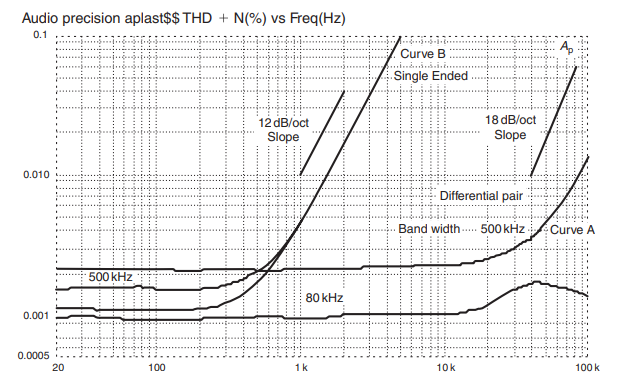 Audio precision aplast$$ THD + N(%) vs Freq(Hz)
0.1
Ap
Curve B
Single Ended
12 dB/oct
Slope
18 dB/oct
Slope
0.010
Differential pair
Band width 500 kHz Curve A
500 kHz
80 kHz
0.001
0.0005
20 100 1 k 10 k 100 k